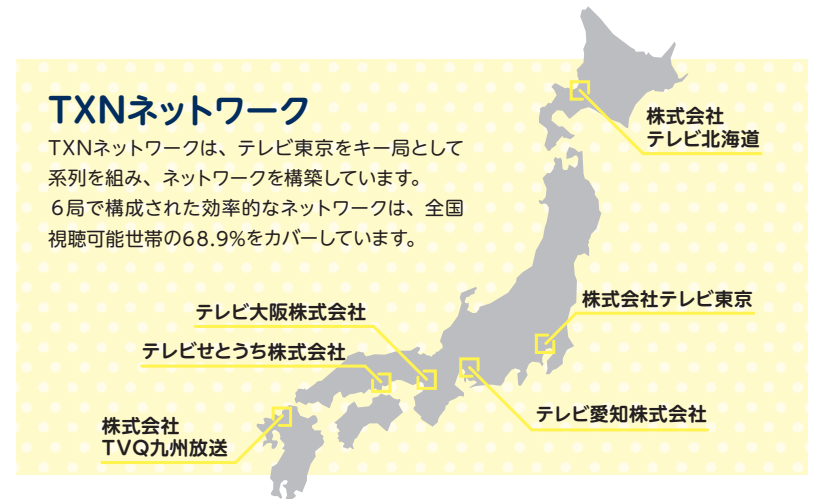 TXNネットワーク
TXNネットワークは、テレビ東京をキー局として
系列を組み、ネットワークを構築しています。
6局で構成された効率的なネットワークは、全国
視聴可能世帯の68.9%をカバーしています。
株式会社
テレビ北海道
株式会社テレビ東京
テレビ大阪株式会社
テレビせとうち株式会社
テレビ愛知株式会社
株式会社
TVQ九州放送